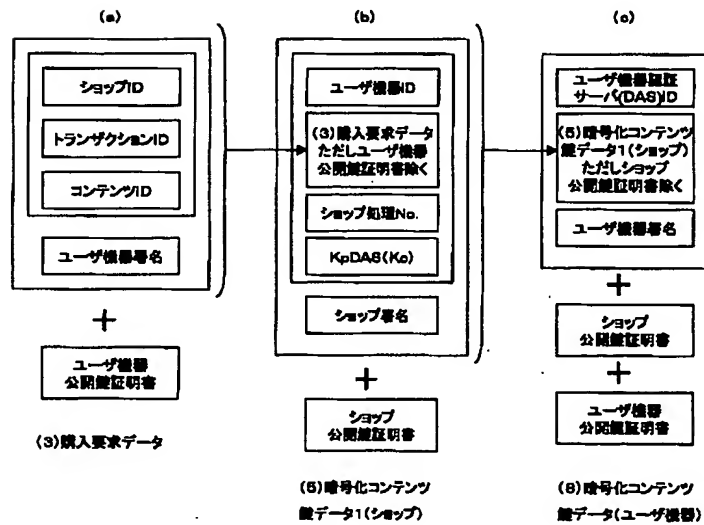 (a)
ショップID
トランザクションID
コンテンツID
ユーザ機器署名
+
ユーザ機器
公開鍵証明書
(3)購入要求データ
(b)
ユーザ機器ID
(3)購入要求データ
ただしユーザ機器
公開鍵証明書除く
ショップ処理No.
KpDAS(Kc)
ショップ署名
+
ショップ
公開鍵証明書
(5)暗号化コンテンツ
鍵データ1(ショップ)
(c)
ユーザ機器認証
サーバ(DAS)ID
(5)暗号化コンテンツ
鍵データ1(ショップ)
ただしショップ
公開鍵証明書除く
ユーザ機器署名
+
ショップ
公開鍵証明書
+
ユーザ機器
公開鍵証明書
(8)暗号化コンテンツ
鍵データ(ユーザ機器)